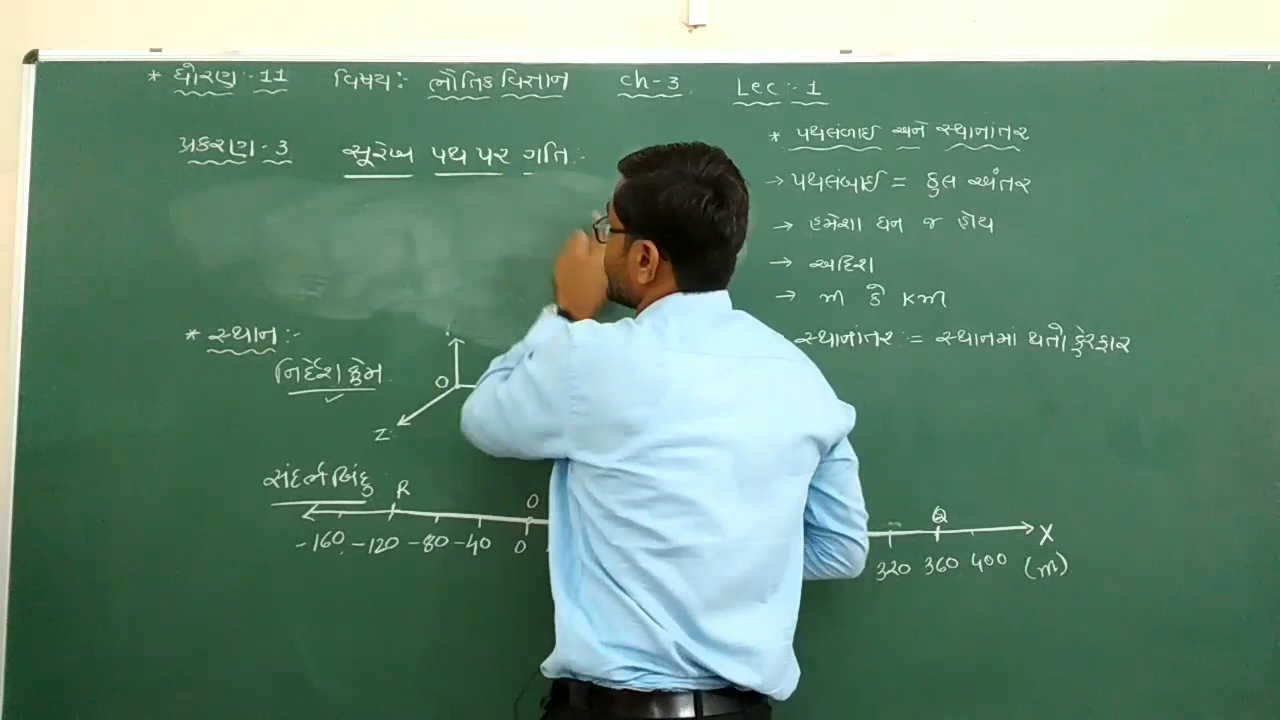 * ધોરણ :- 11 વિષય : ભૌતિક વિજ્ઞાન ch-3 Lec :- 1
પ્રકરણ - 3 સુરેખ પથ પર ગતિ :-
* સ્થાન :-
નિર્દેશ ફ્રેમ
O
Z
સંદર્ભબિંદુ
R O Q X
-160 -120 -80 -40 0 320 360 400 (m)
* પથલંબાઈ અને સ્થાનાંતર
→ પથલંબાઈ = કુલ અંતર
→ હંમેશા ધન જ હોય
→ અદિશ
→ m કે km
સ્થાનાંતર := સ્થાનમાં થતો ફેરફાર